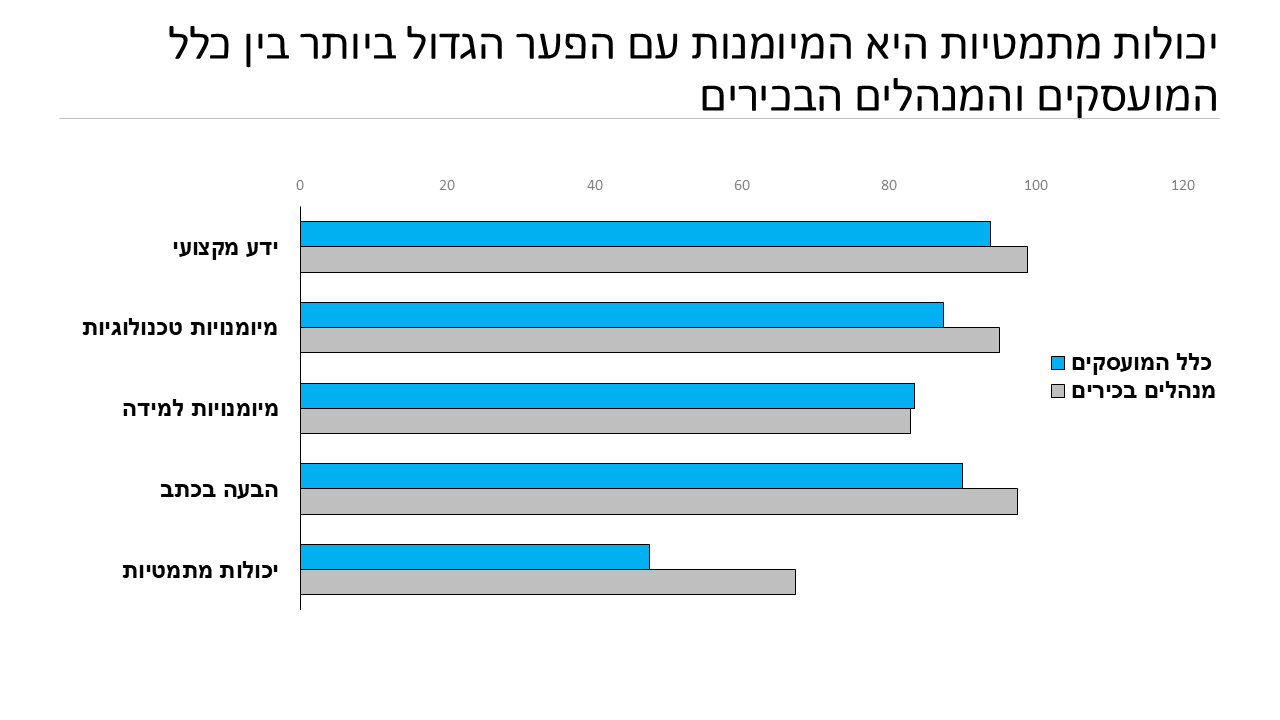 יכולות מתמטיות היא המיומנות עם הפער הגדול ביותר בין כלל
המועסקים והמנהלים הבכירים
0 20 40 60 80 100 120
ידע מקצועי
מיומנויות טכנולוגיות
מיומנויות למידה
הבעה בכתב
יכולות מתמטיות
כלל המועסקים
מנהלים בכירים